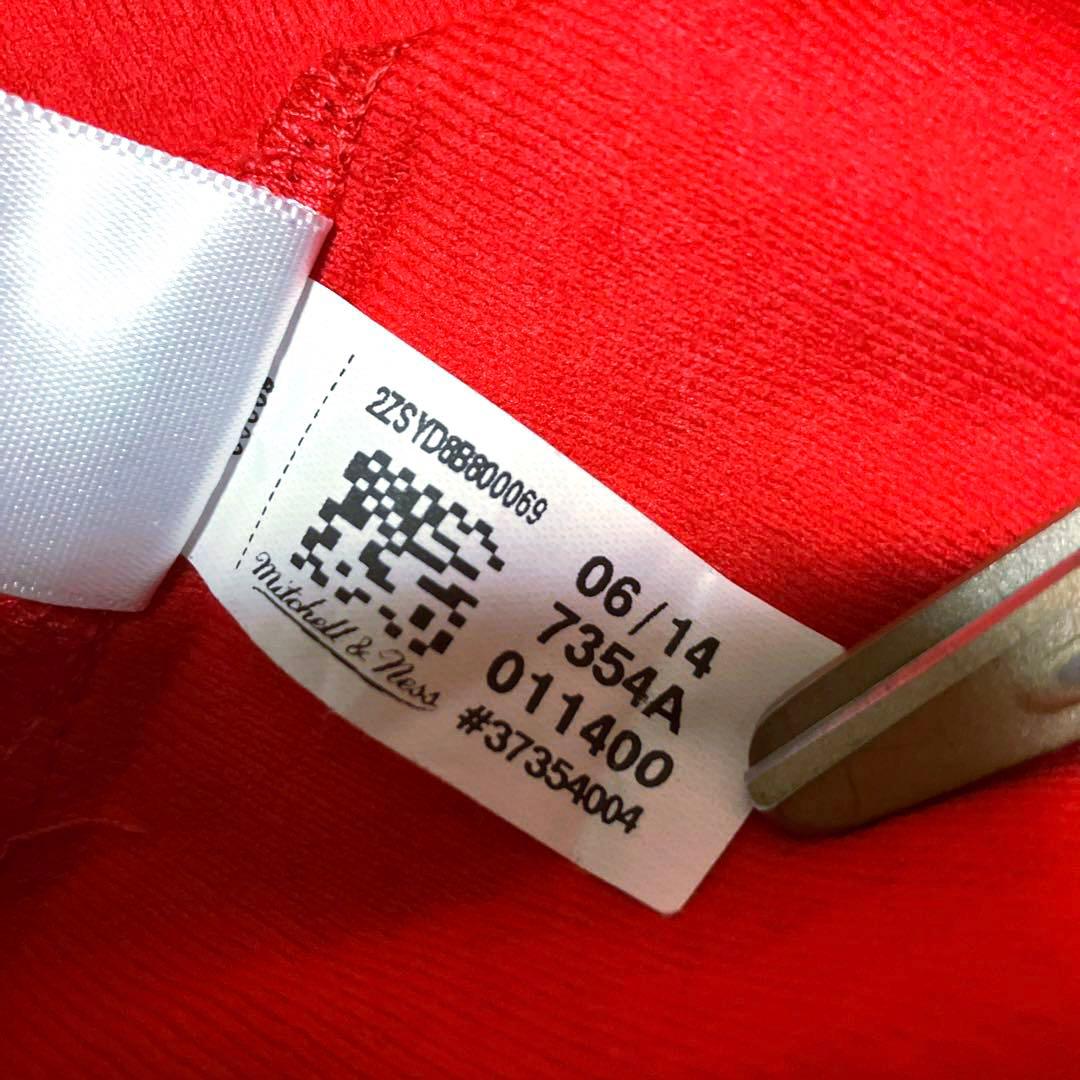 2ZSYD8B800069
Mitchell & Ness
06/14
7354A
011400
#37354004